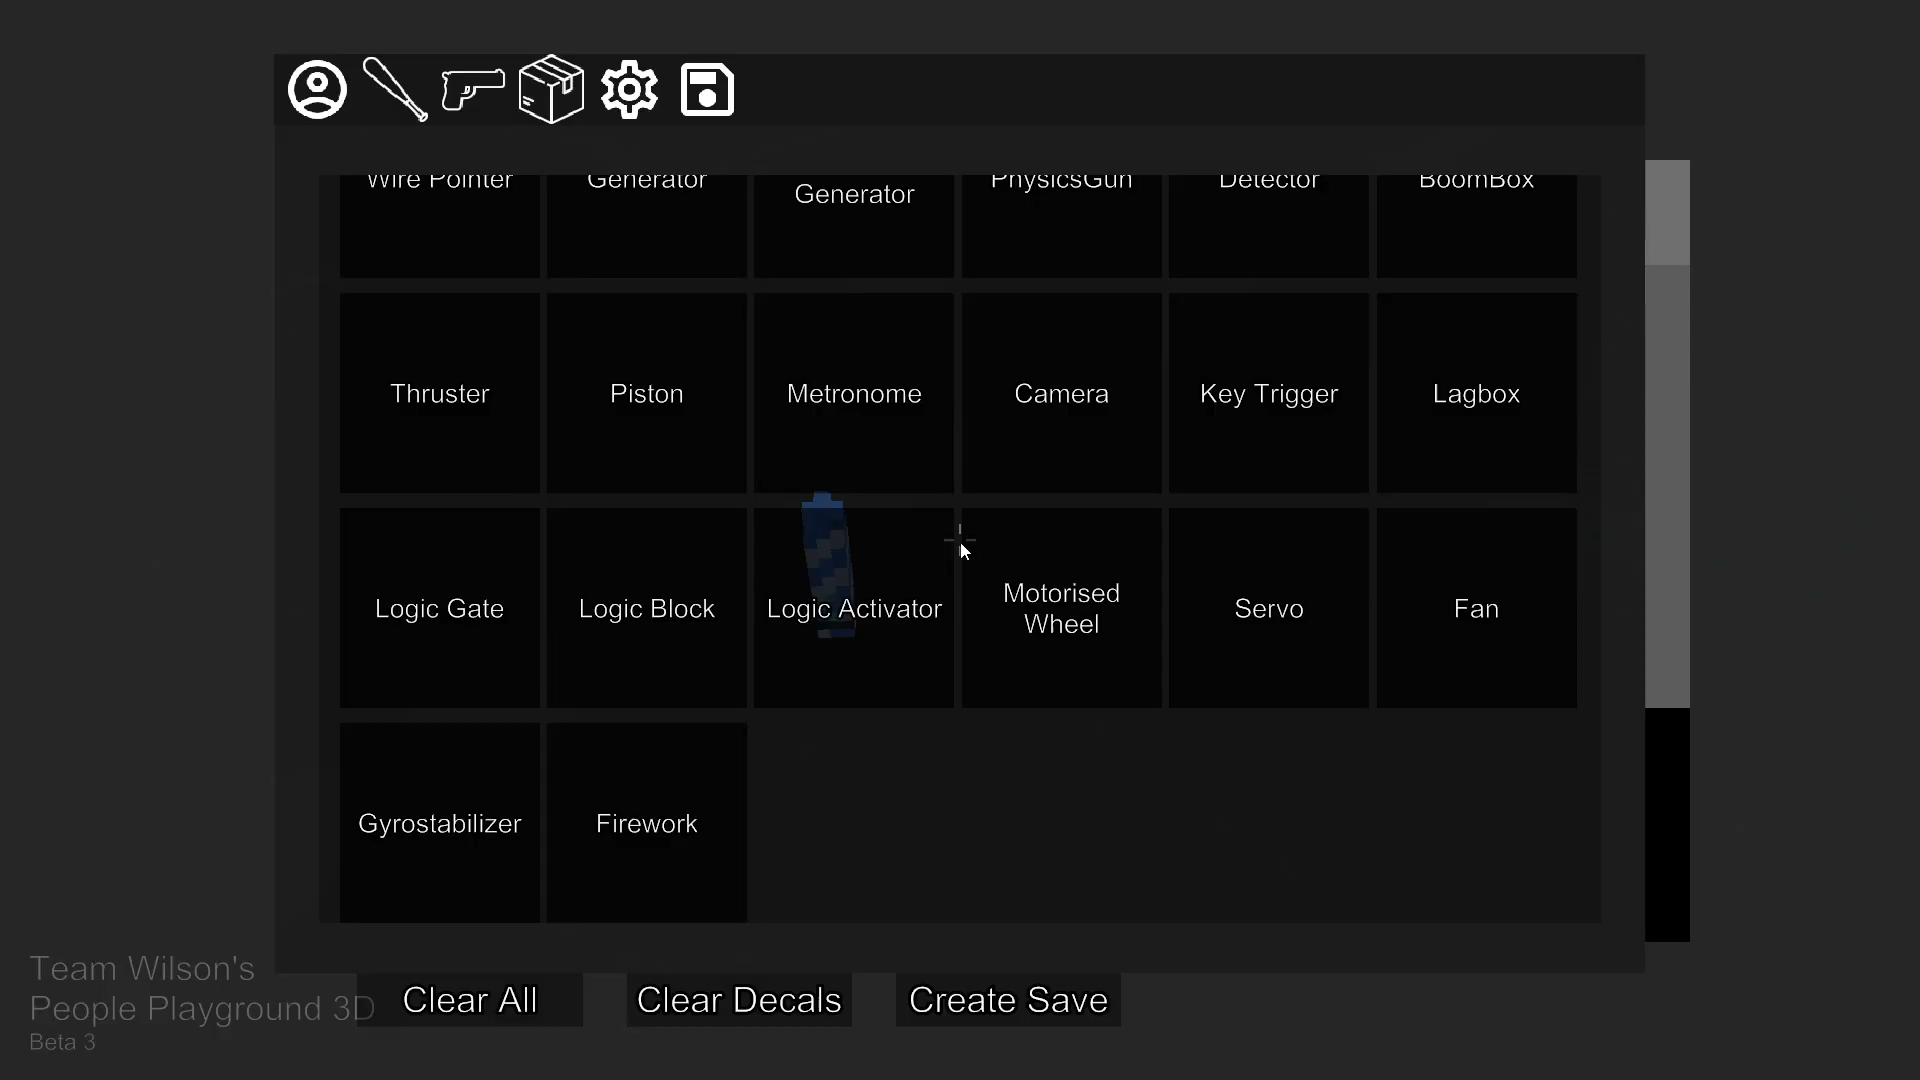 Wire Pointer
Generator
Generator
PhysicsGun
Detector
BoomBox
Thruster
Piston
Metronome
Camera
Key Trigger
Lagbox
Logic Gate
Logic Block
Logic Activator
Motorised
Wheel
Servo
Fan
Gyrostabilizer
Firework
Team Wilson's
People Playground 3D
Beta 3
Clear All
Clear Decals
Create Save